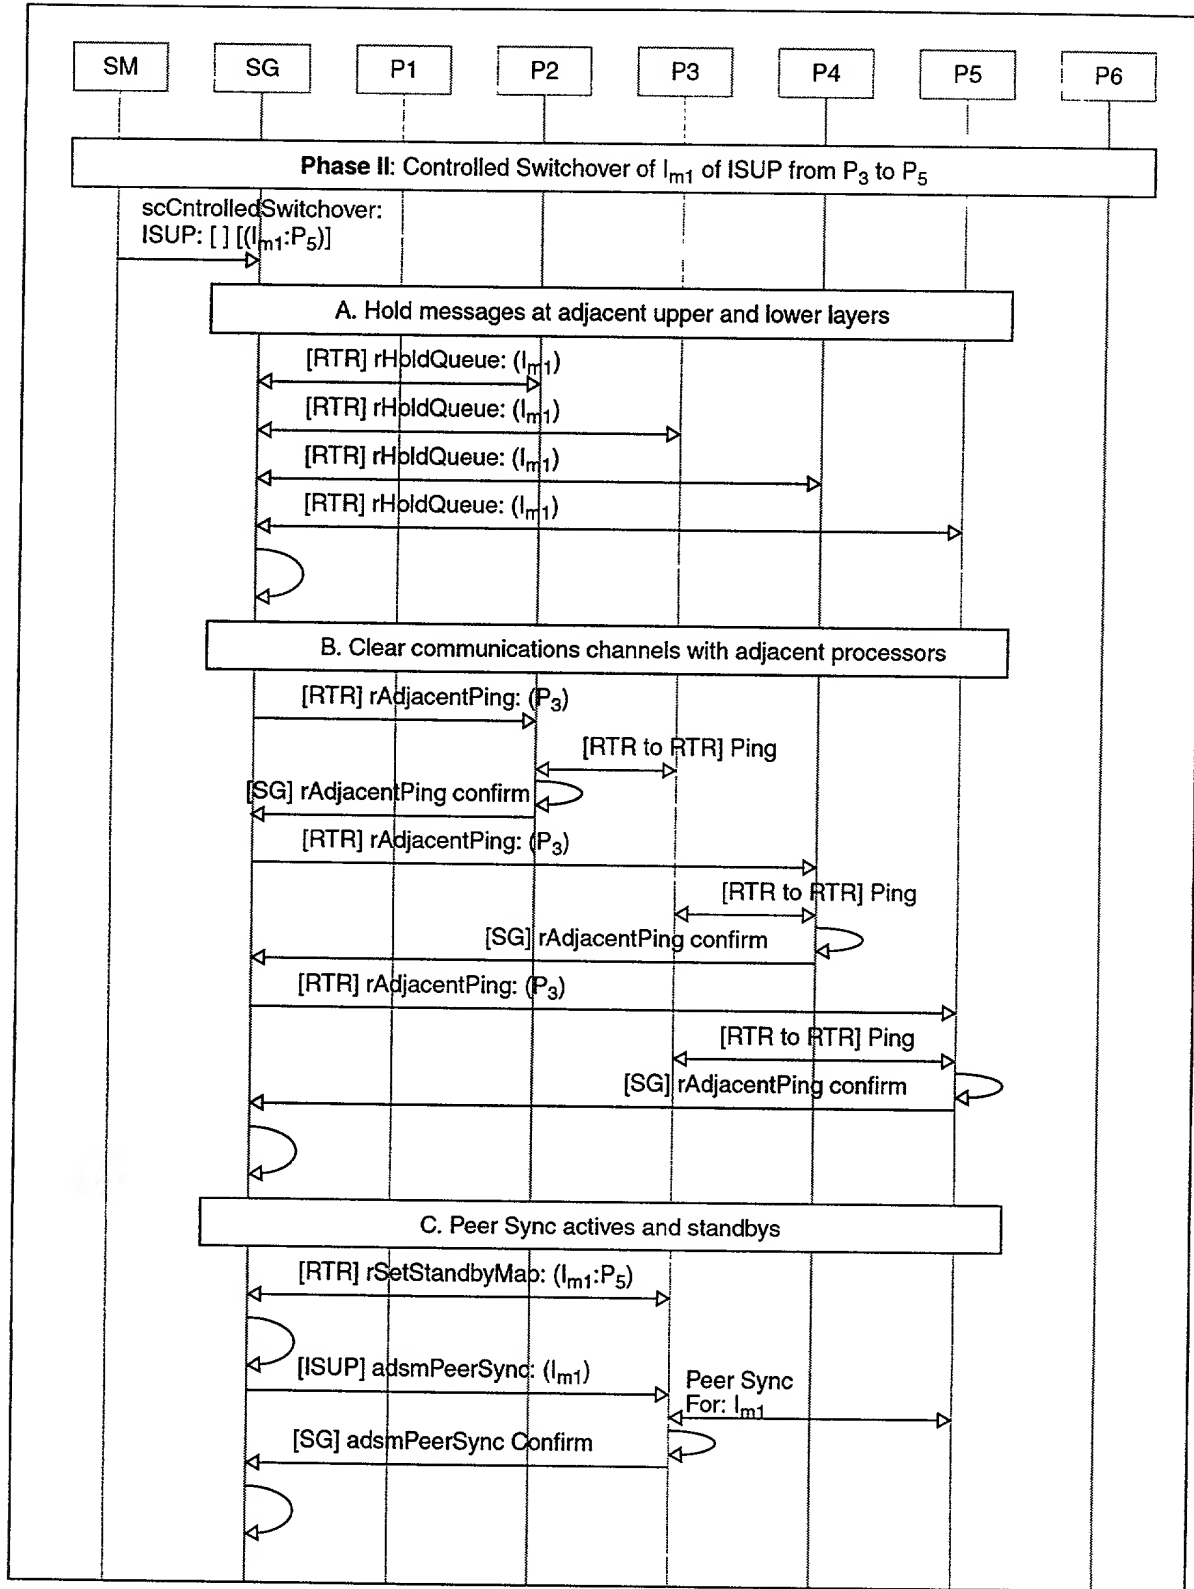 SM SG P1 P2 P3 P4 P5 P6
Phase II: Controlled Switchover of Im1 of ISUP from P3 to P5
scCntrolledSwitchover:
ISUP: [ ] [(Im1:P5)]
A. Hold messages at adjacent upper and lower layers
[RTR] rHoldQueue: (Im1)
[RTR] rHoldQueue: (Im1)
[RTR] rHoldQueue: (Im1)
[RTR] rHoldQueue: (Im1)
B. Clear communications channels with adjacent processors
[RTR] rAdjacentPing: (P3)
[RTR to RTR] Ping
[SG] rAdjacentPing confirm
[RTR] rAdjacentPing: (P3)
[RTR to RTR] Ping
[SG] rAdjacentPing confirm
[RTR] rAdjacentPing: (P3)
[RTR to RTR] Ping
[SG] rAdjacentPing confirm
C. Peer Sync actives and standbys
[RTR] rSetStandbyMap: (Im1:P5)
[ISUP] adsmPeerSync: (Im1)
Peer Sync
For: Im1
[SG] adsmPeerSync Confirm